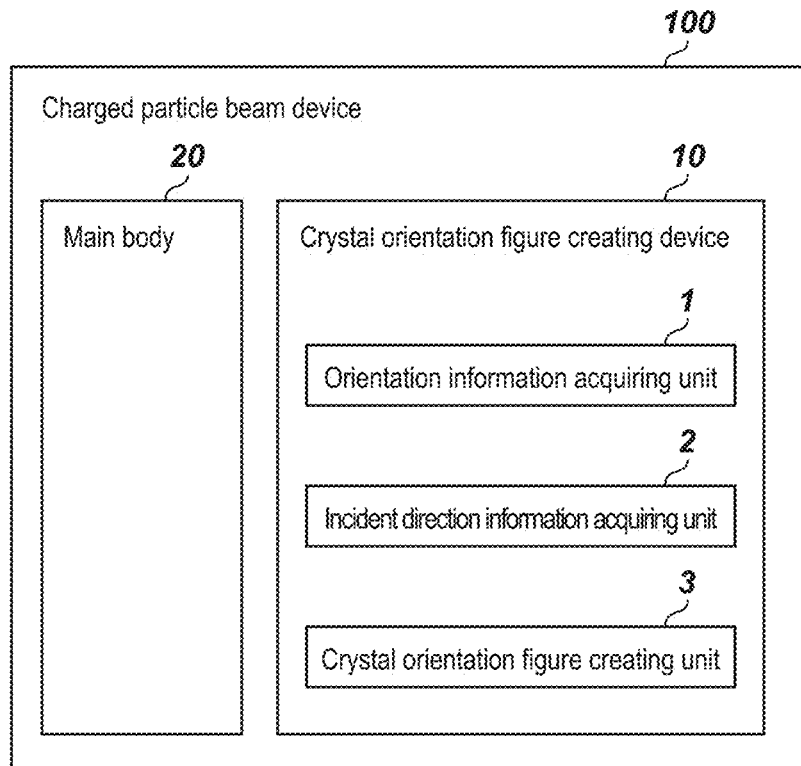 100
Charged particle beam device
20
10
Main body
Crystal orientation figure creating device
1
Orientation information acquiring unit
2
Incident direction information acquiring unit
3
Crystal orientation figure creating unit